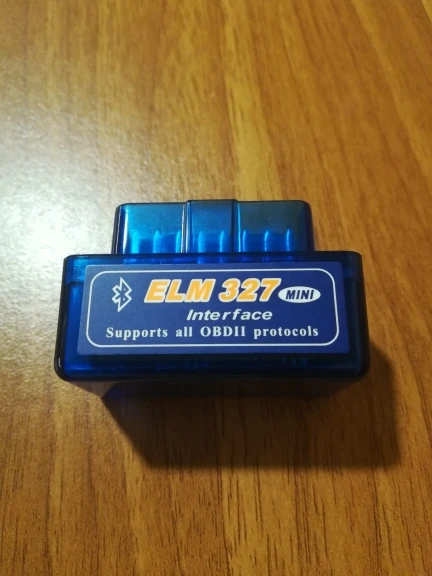 ELM 327 MINI
Interface
Supports all OBDII protocols